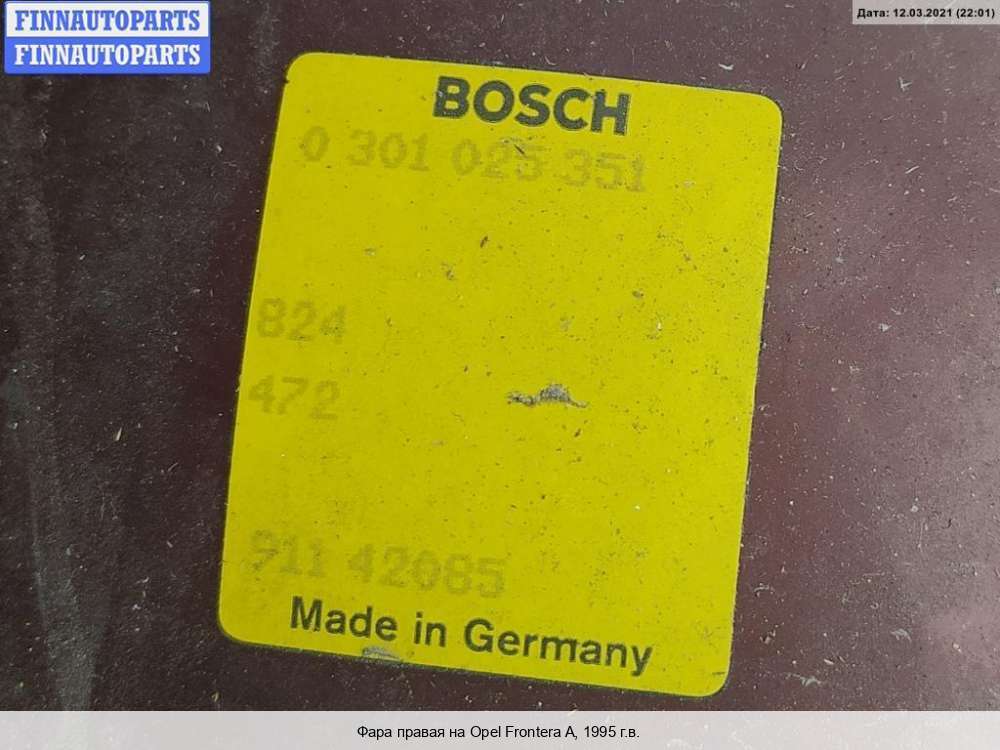 FINNAUTOPARTS
FINNAUTOPARTS
Дата: 12.03.2021 (22:01)
BOSCH
0 301 025 351
824
472
911 42085
Made in Germany
Фара правая на Opel Frontera A, 1995 г.в.